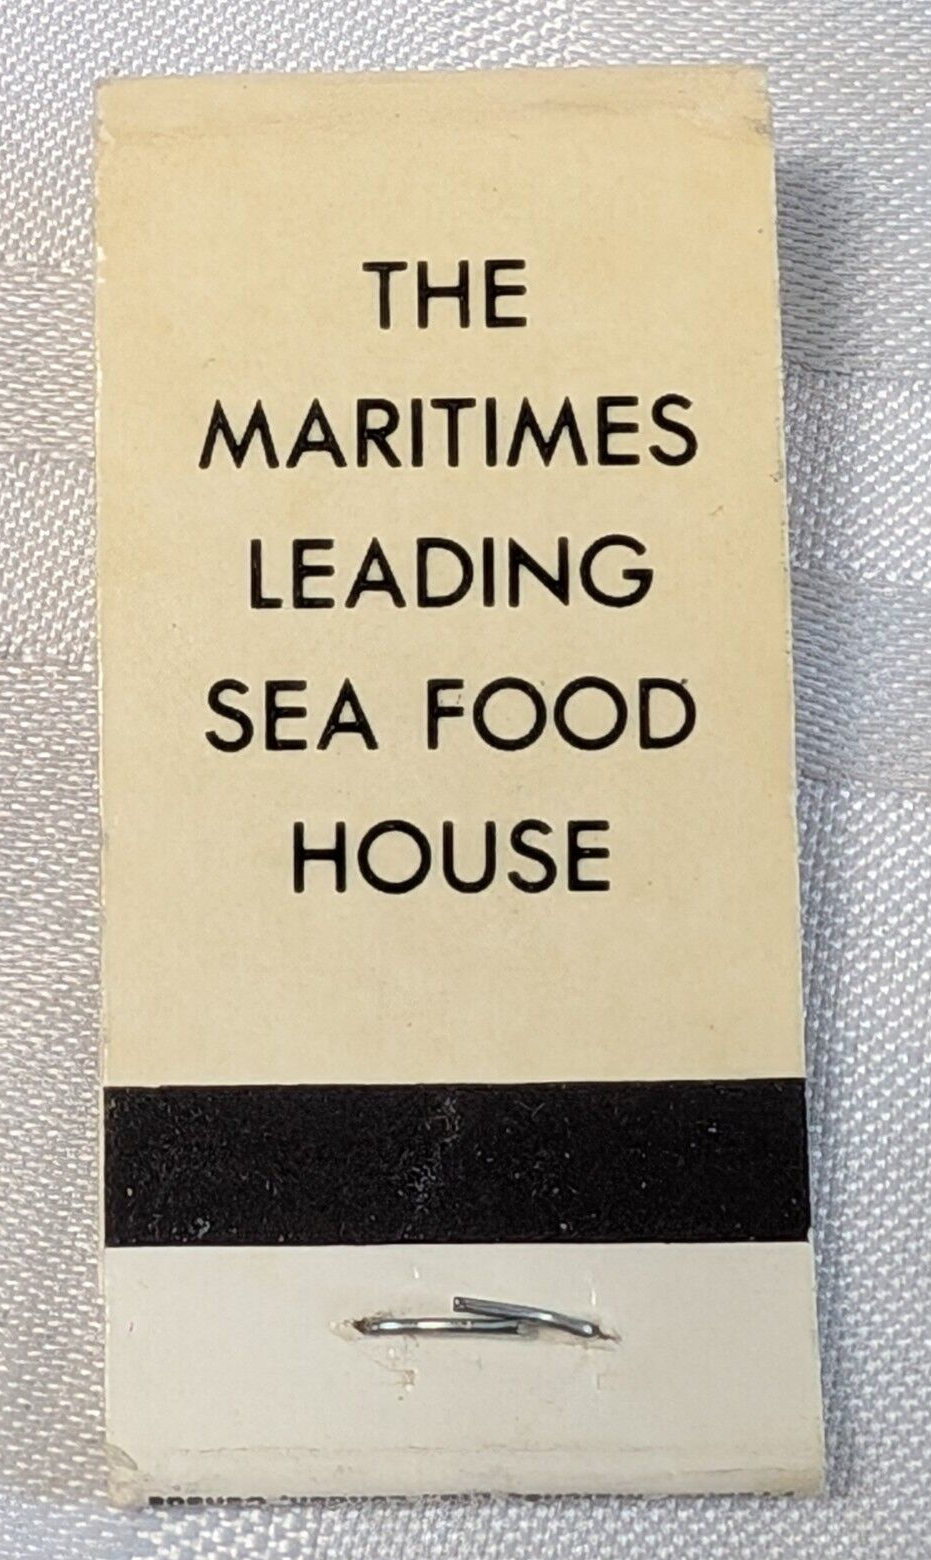 THE
MARITIMES
LEADING
SEA FOOD
HOUSE